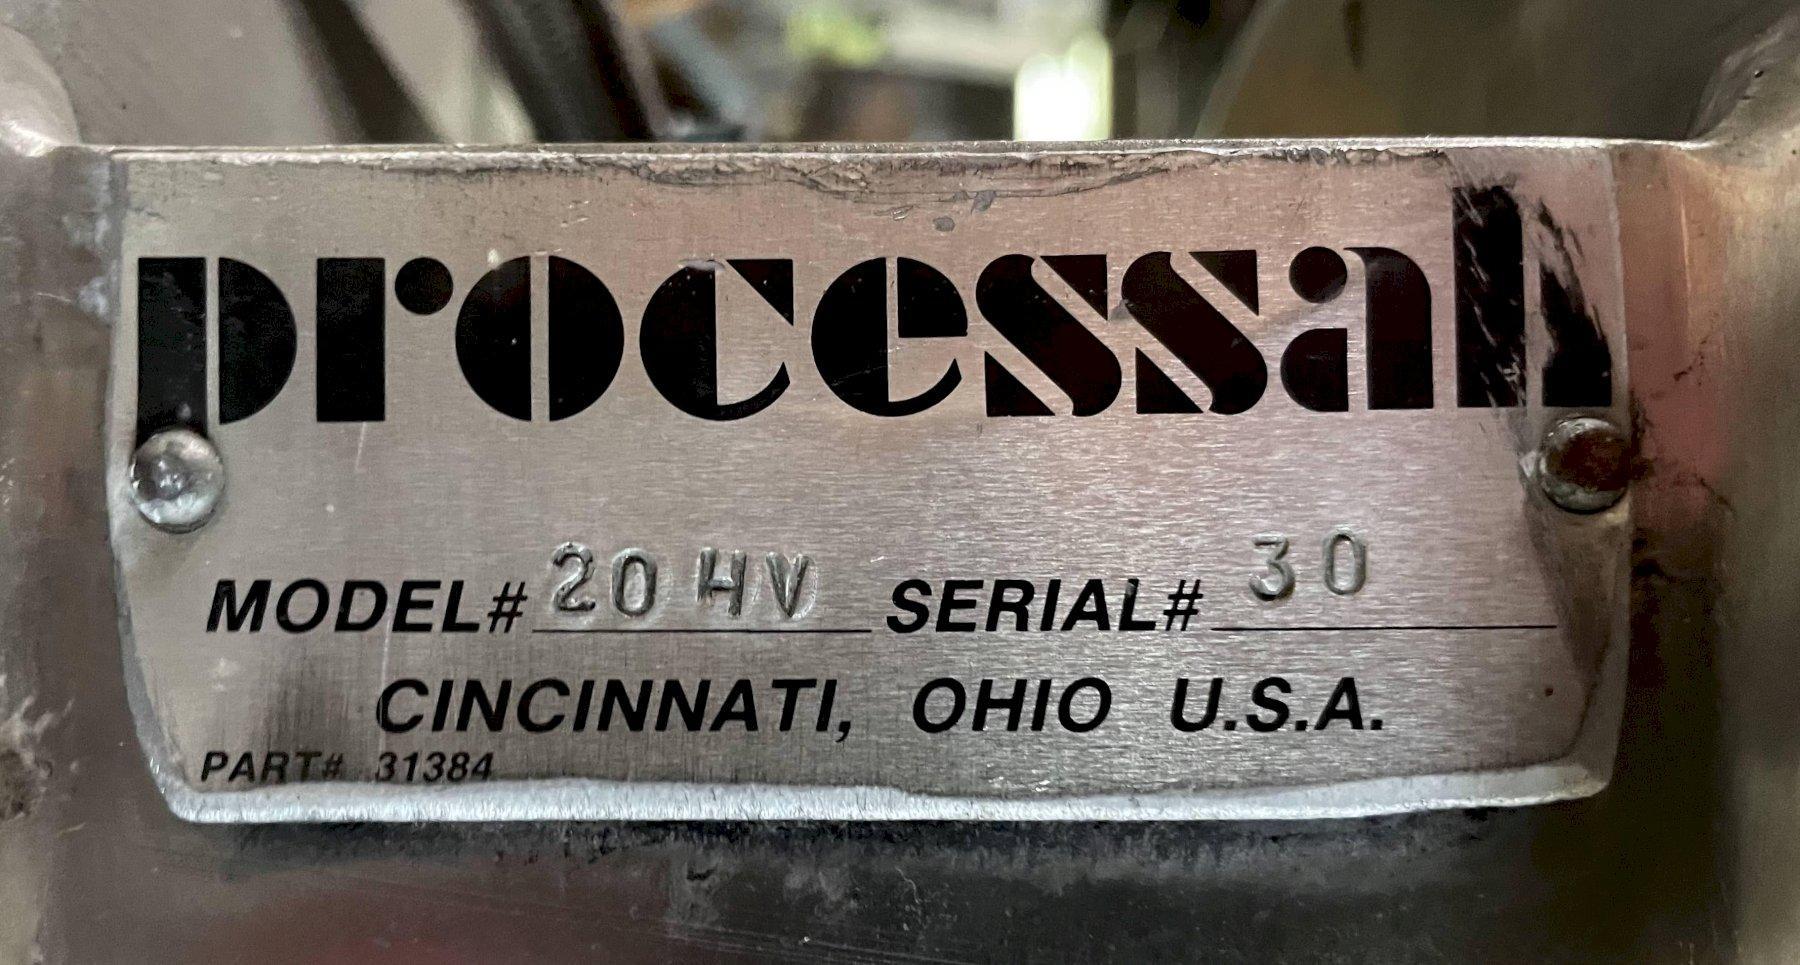 processall
MODEL# 20 HV SERIAL# 30
CINCINNATI, OHIO U.S.A.
PART# 31384